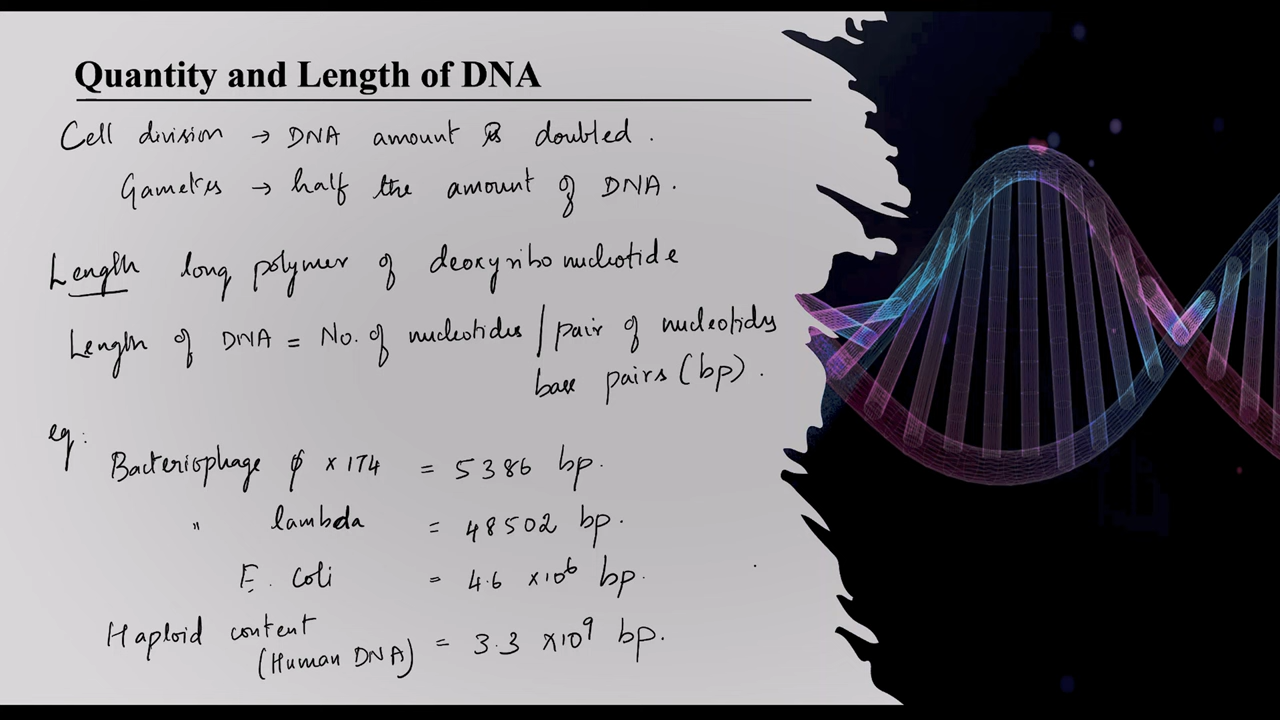 Quantity and Length of DNA
Cell division → DNA amount is doubled.
Gametes → half the amount of DNA.
Length long polymer of deoxyribo nucleotide
Length of DNA = No. of nucleotides / pair of nucleotides
base pairs (bp).
eg:
Bacteriophage φ x 174 = 5386 bp.
" lambda = 48502 bp.
E. coli = 4.6 ×10⁶ bp.
Haploid content
(Human DNA) = 3.3 ×10⁹ bp.